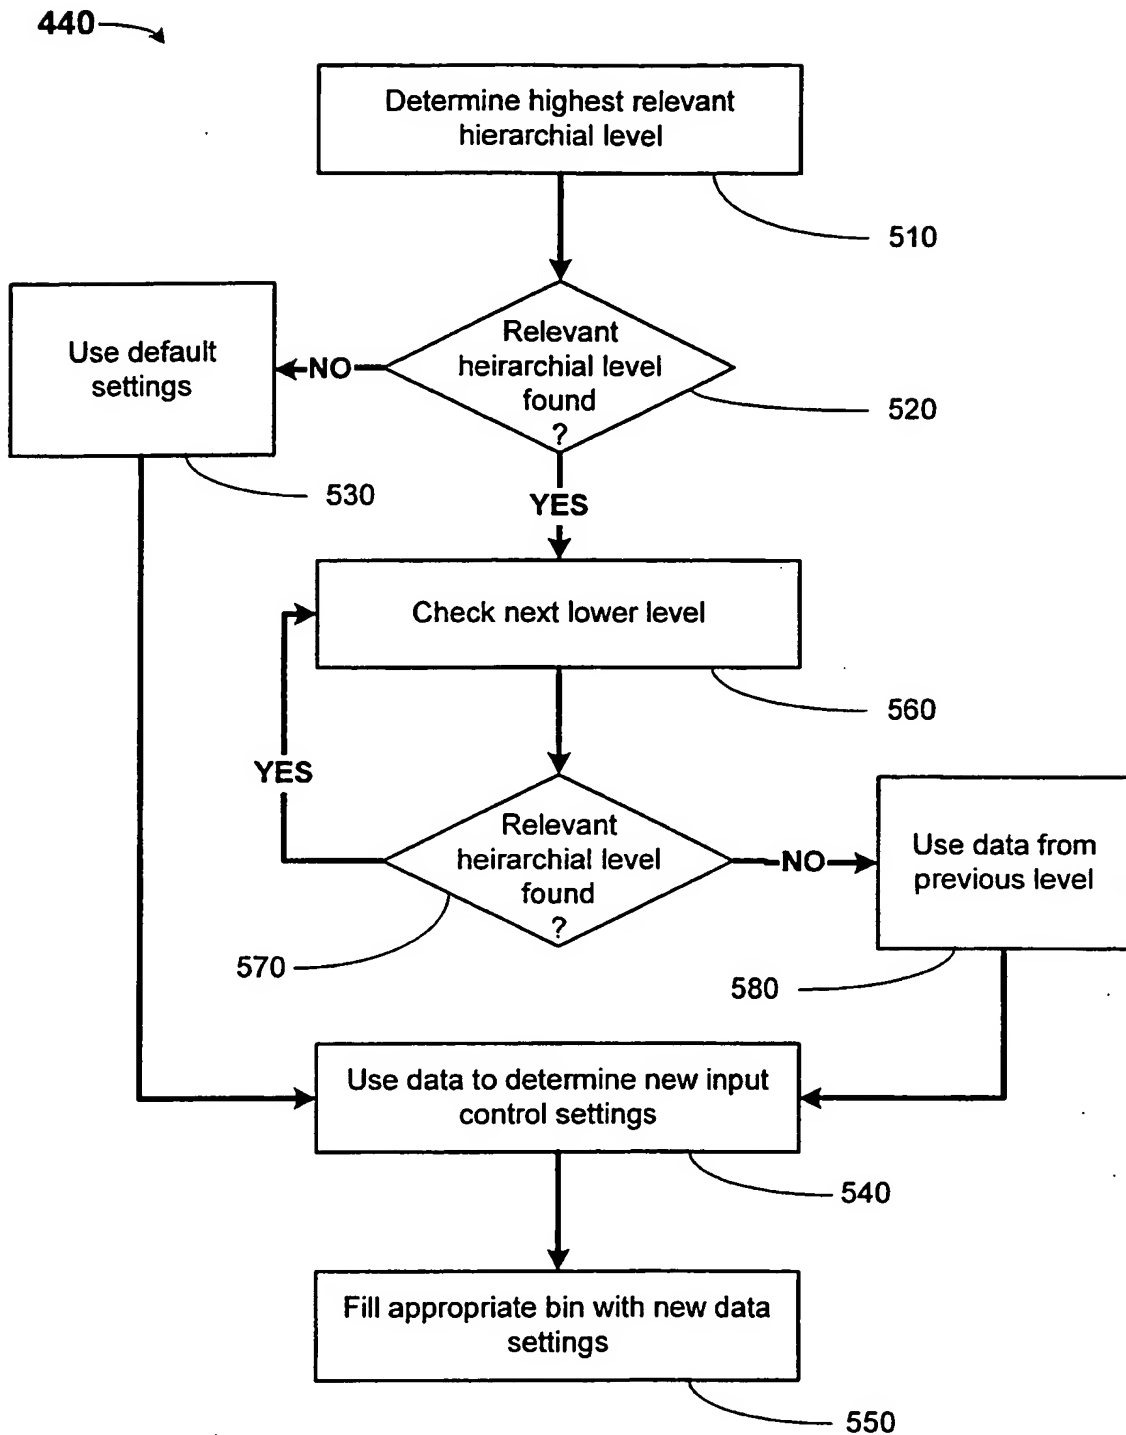 440
Determine highest relevant
hierarchial level
510
Relevant
heirarchial level
found
?
520
NO
Use default
settings
530
YES
Check next lower level
560
YES
Relevant
heirarchial level
found
?
570
NO
Use data from
previous level
580
Use data to determine new input
control settings
540
Fill appropriate bin with new data
settings
550